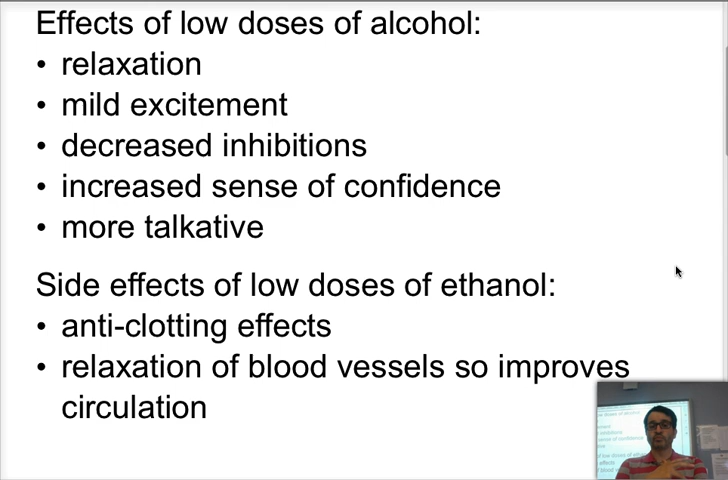 Effects of low doses of alcohol:
• relaxation
• mild excitement
• decreased inhibitions
• increased sense of confidence
• more talkative
Side effects of low doses of ethanol:
• anti-clotting effects
• relaxation of blood vessels so improves
circulation